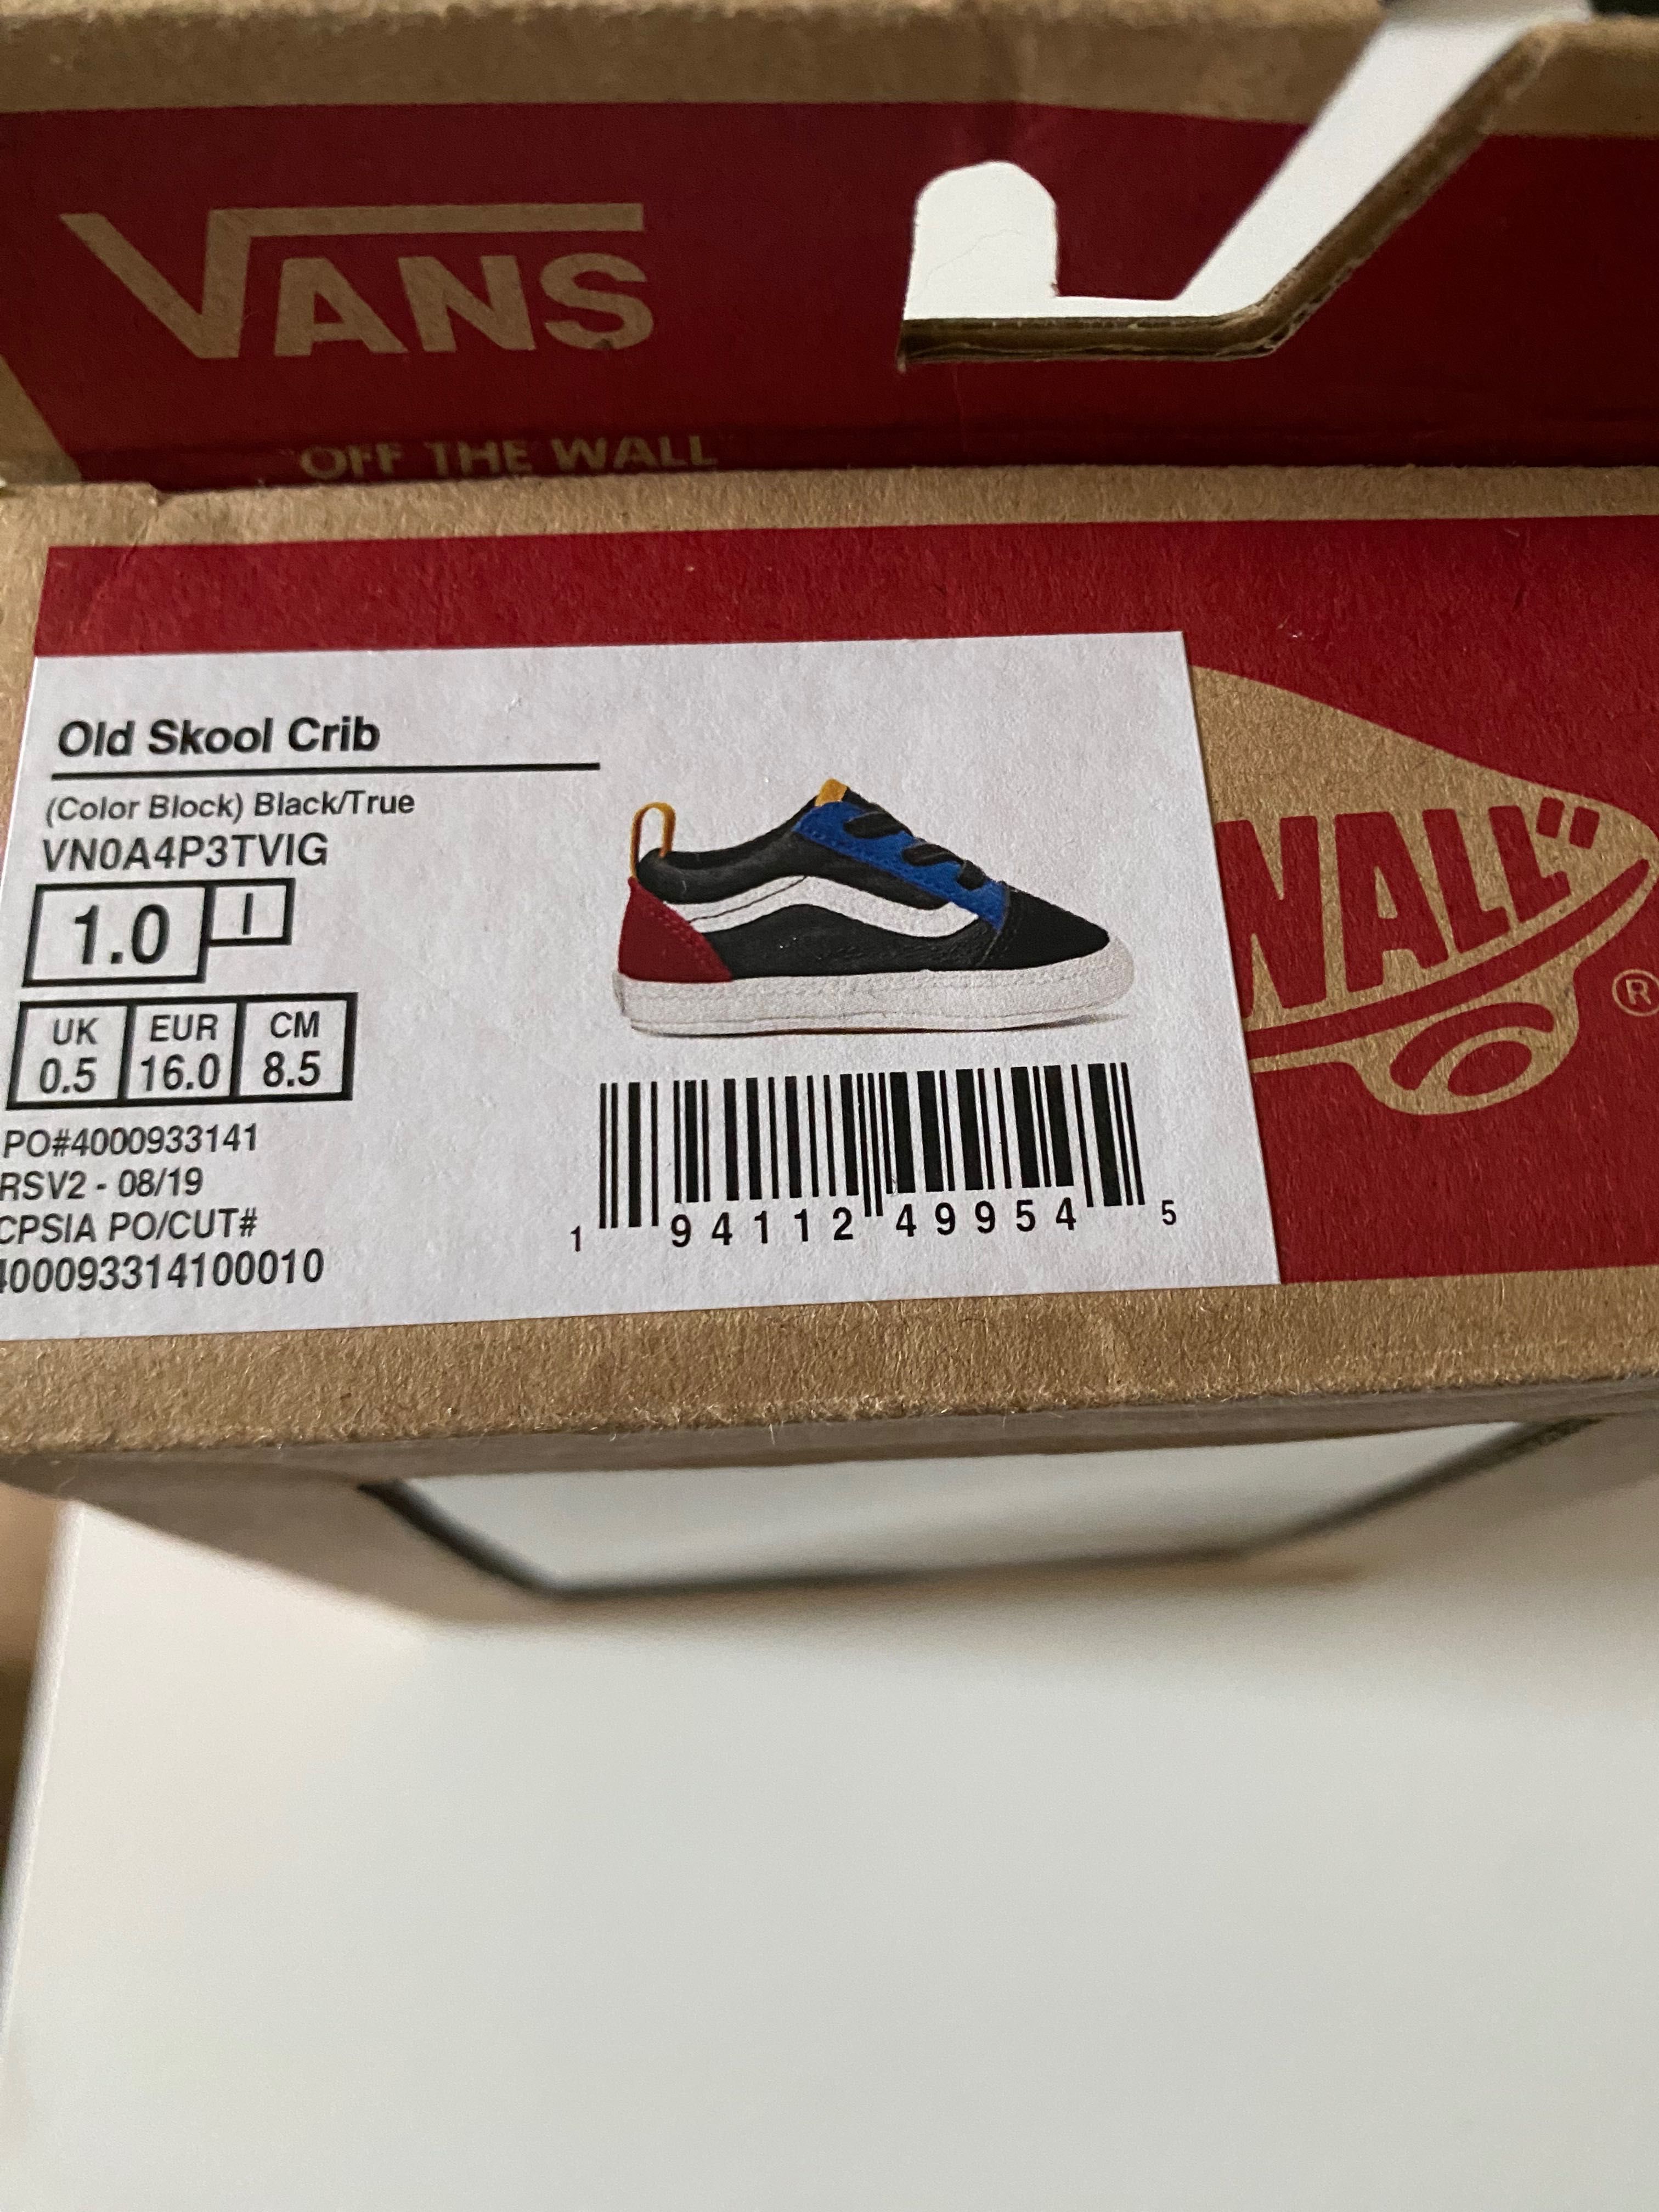 VANS
"OFF THE WALL"
Old Skool Crib
(Color Block) Black/True
VN0A4P3TVIG
1.0 I
UK EUR CM
0.5 16.0 8.5
PO#4000933141
RSV2 - 08/19
CPSIA PO/CUT#
400093314100010
1 94112 49954 5
WALL"
®